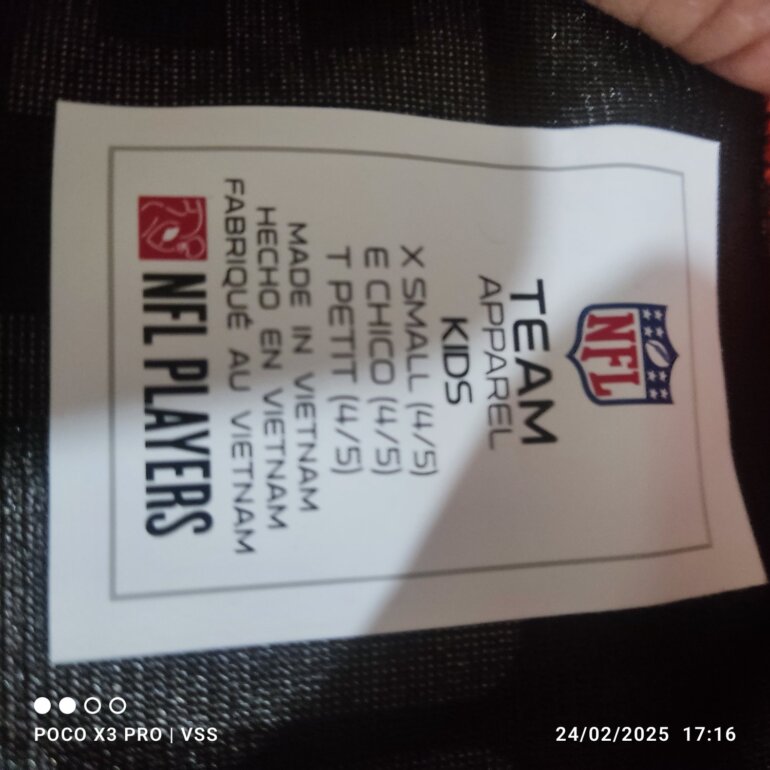 NFL
TEAM
APPAREL
KIDS
X SMALL (4/5)
E CHICO (4/5)
T PETIT (4/5)
MADE IN VIETNAM
HECHO EN VIETNAM
FABRIQUÉ AU VIETNAM
NFL PLAYERS
POCO X3 PRO | VSS
24/02/2025 17:16